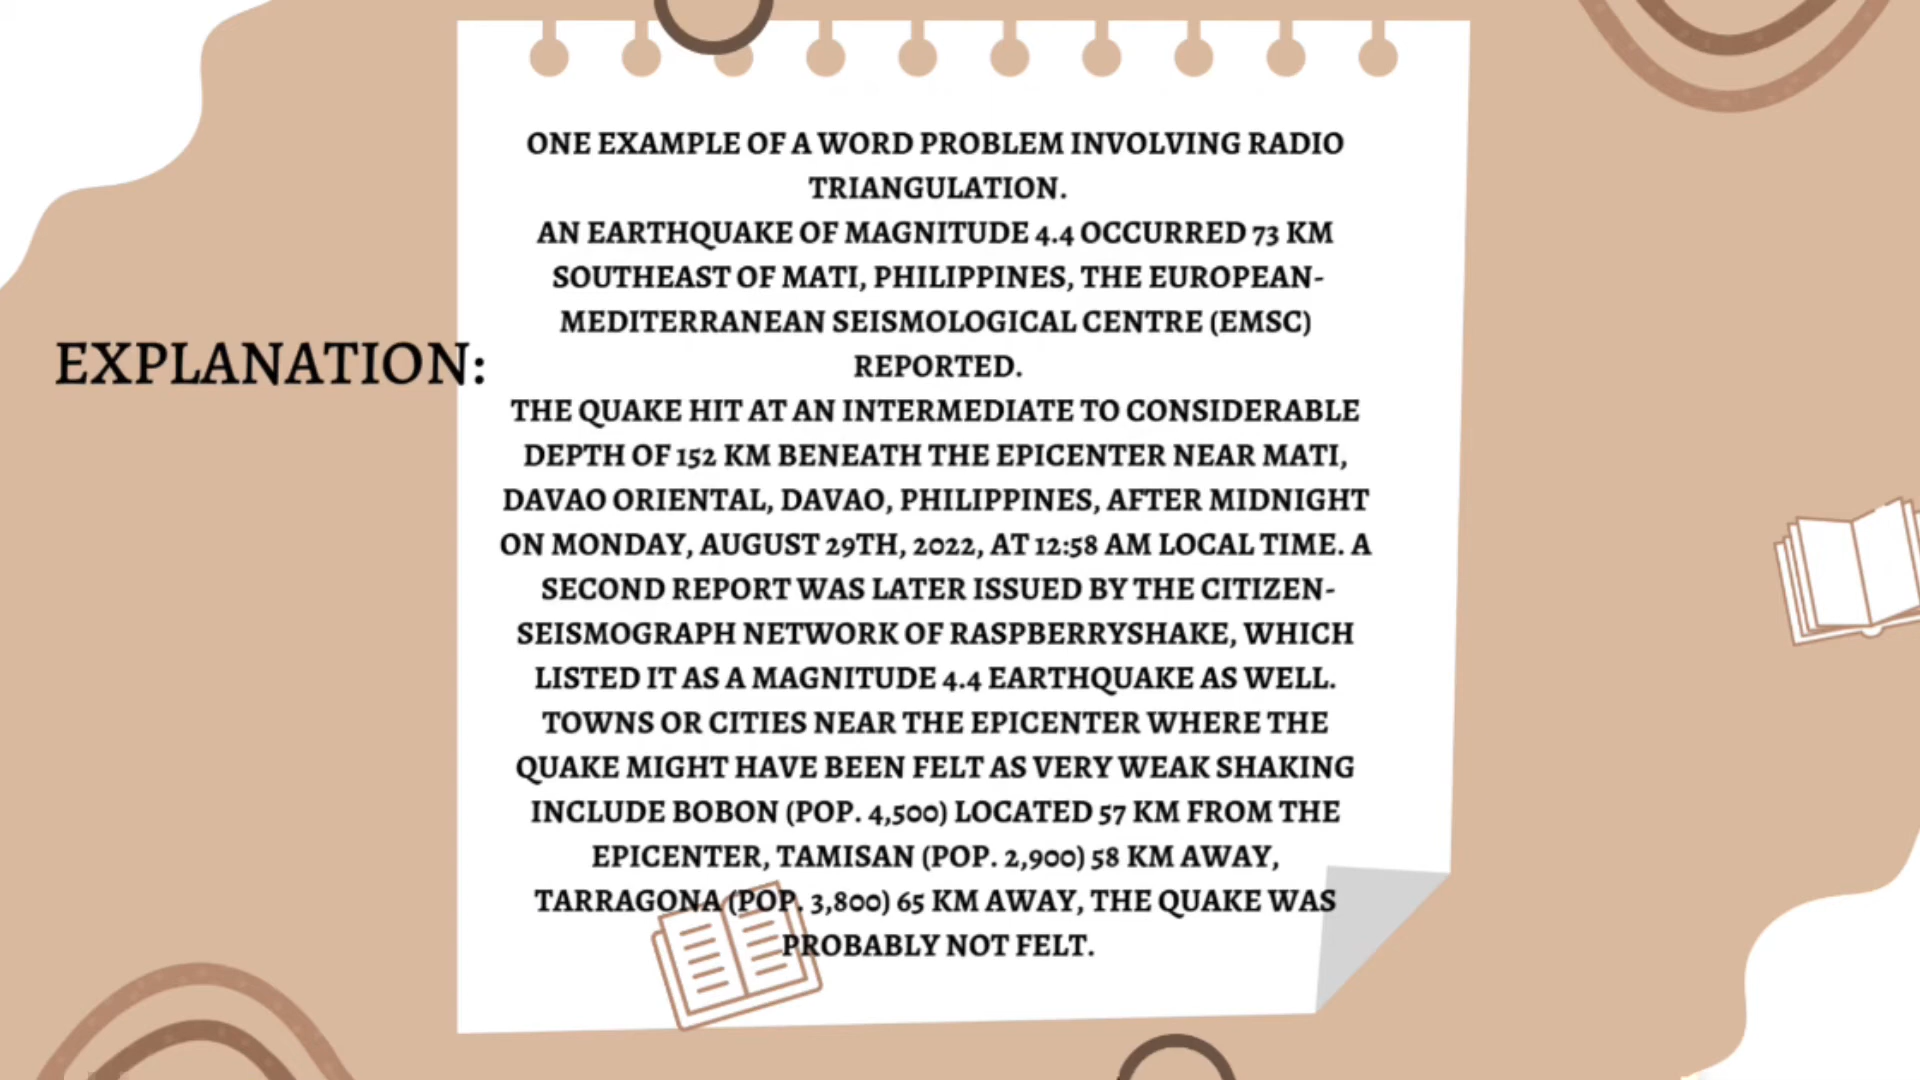 EXPLANATION:
ONE EXAMPLE OF A WORD PROBLEM INVOLVING RADIO
TRIANGULATION.
AN EARTHQUAKE OF MAGNITUDE 4.4 OCCURRED 73 KM
SOUTHEAST OF MATI, PHILIPPINES, THE EUROPEAN-
MEDITERRANEAN SEISMOLOGICAL CENTRE (EMSC)
REPORTED.
THE QUAKE HIT AT AN INTERMEDIATE TO CONSIDERABLE
DEPTH OF 152 KM BENEATH THE EPICENTER NEAR MATI,
DAVAO ORIENTAL, DAVAO, PHILIPPINES, AFTER MIDNIGHT
ON MONDAY, AUGUST 29TH, 2022, AT 12:58 AM LOCAL TIME. A
SECOND REPORT WAS LATER ISSUED BY THE CITIZEN-
SEISMOGRAPH NETWORK OF RASPBERRYSHAKE, WHICH
LISTED IT AS A MAGNITUDE 4.4 EARTHQUAKE AS WELL.
TOWNS OR CITIES NEAR THE EPICENTER WHERE THE
QUAKE MIGHT HAVE BEEN FELT AS VERY WEAK SHAKING
INCLUDE BOBON (POP. 4,500) LOCATED 57 KM FROM THE
EPICENTER, TAMISAN (POP. 2,900) 58 KM AWAY,
TARRAGONA (POP. 3,800) 65 KM AWAY, THE QUAKE WAS
PROBABLY NOT FELT.